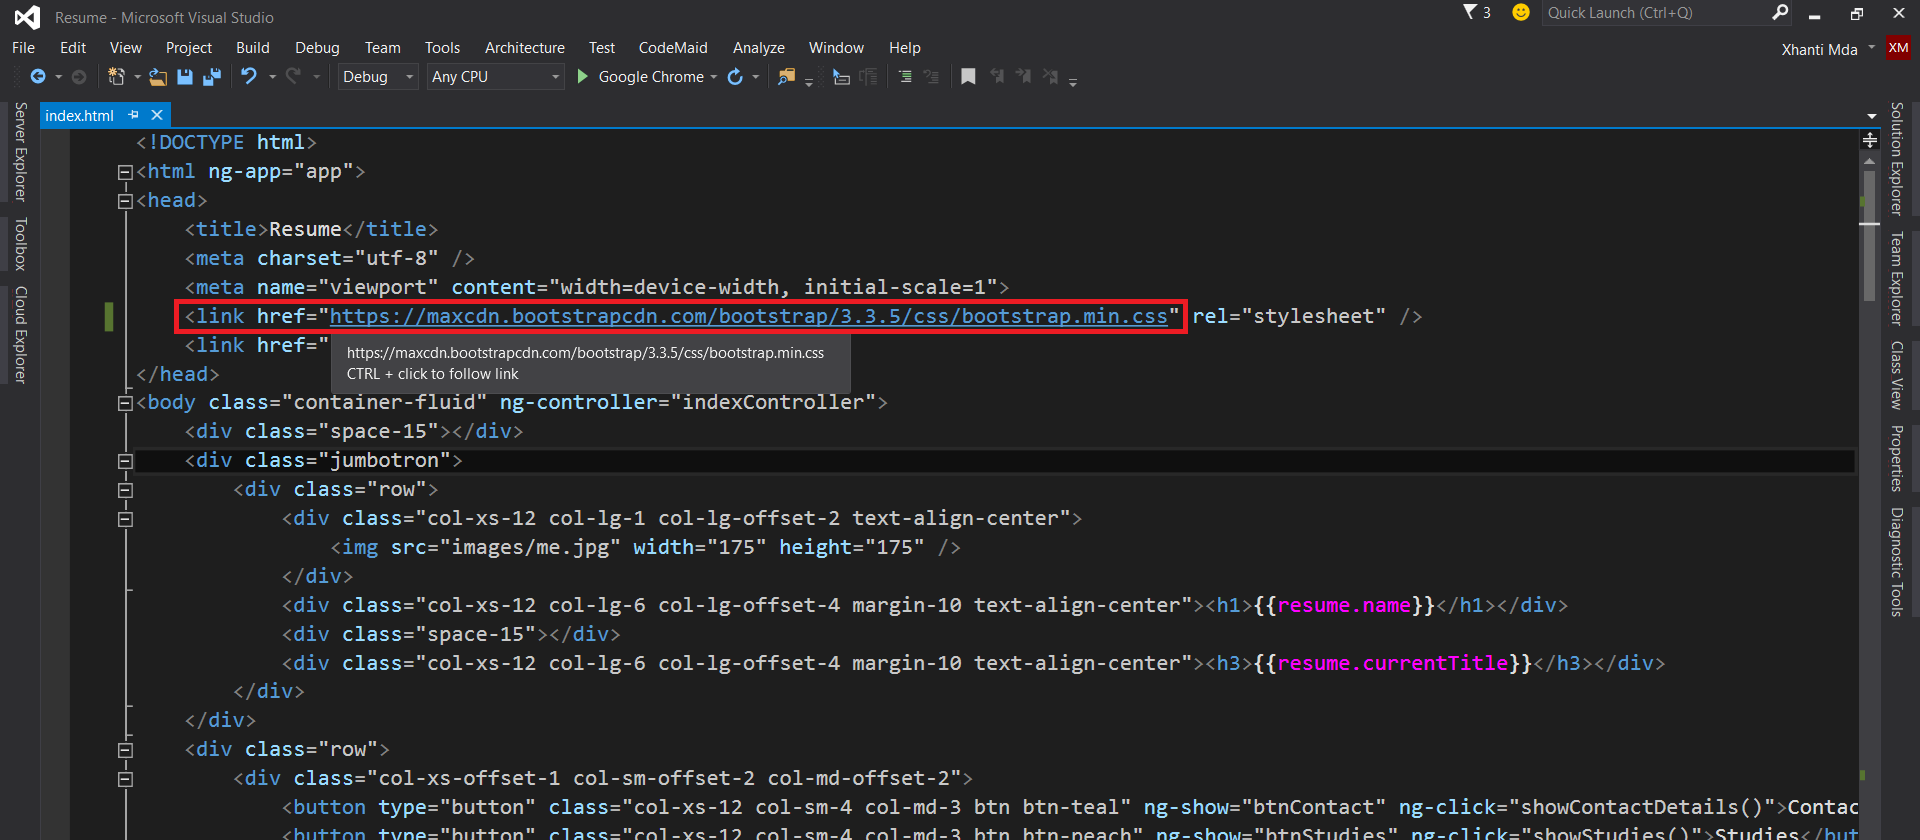 Resume - Microsoft Visual Studio
3
Quick Launch (Ctrl+Q)
File Edit View Project Build Debug Team Tools Architecture Test CodeMaid Analyze Window Help
Xhanti Mda XM
Debug Any CPU Google Chrome
index.html
Server Explorer
Toolbox
Cloud Explorer
<!DOCTYPE html>
<html ng-app="app">
<head>
<title>Resume</title>
<meta charset="utf-8" />
<meta name="viewport" content="width=device-width, initial-scale=1">
<link href="https://maxcdn.bootstrapcdn.com/bootstrap/3.3.5/css/bootstrap.min.css" rel="stylesheet" />
<link href="
https://maxcdn.bootstrapcdn.com/bootstrap/3.3.5/css/bootstrap.min.css
CTRL + click to follow link
</head>
<body class="container-fluid" ng-controller="indexController">
<div class="space-15"></div>
<div class="jumbotron">
<div class="row">
<div class="col-xs-12 col-lg-1 col-lg-offset-2 text-align-center">
<img src="images/me.jpg" width="175" height="175" />
</div>
<div class="col-xs-12 col-lg-6 col-lg-offset-4 margin-10 text-align-center"><h1>{{resume.name}}</h1></div>
<div class="space-15"></div>
<div class="col-xs-12 col-lg-6 col-lg-offset-4 margin-10 text-align-center"><h3>{{resume.currentTitle}}</h3></div>
</div>
</div>
<div class="row">
<div class="col-xs-offset-1 col-sm-offset-2 col-md-offset-2">
<button type="button" class="col-xs-12 col-sm-4 col-md-3 btn btn-teal" ng-show="btnContact" ng-click="showContactDetails()">Contac
<button type="button" class="col-xs-12 col-sm-4 col-md-3 btn btn-peach" ng-show="btnStudies" ng-click="showStudies()">Studies</but
Solution Explorer
Team Explorer
Class View
Properties
Diagnostic Tools